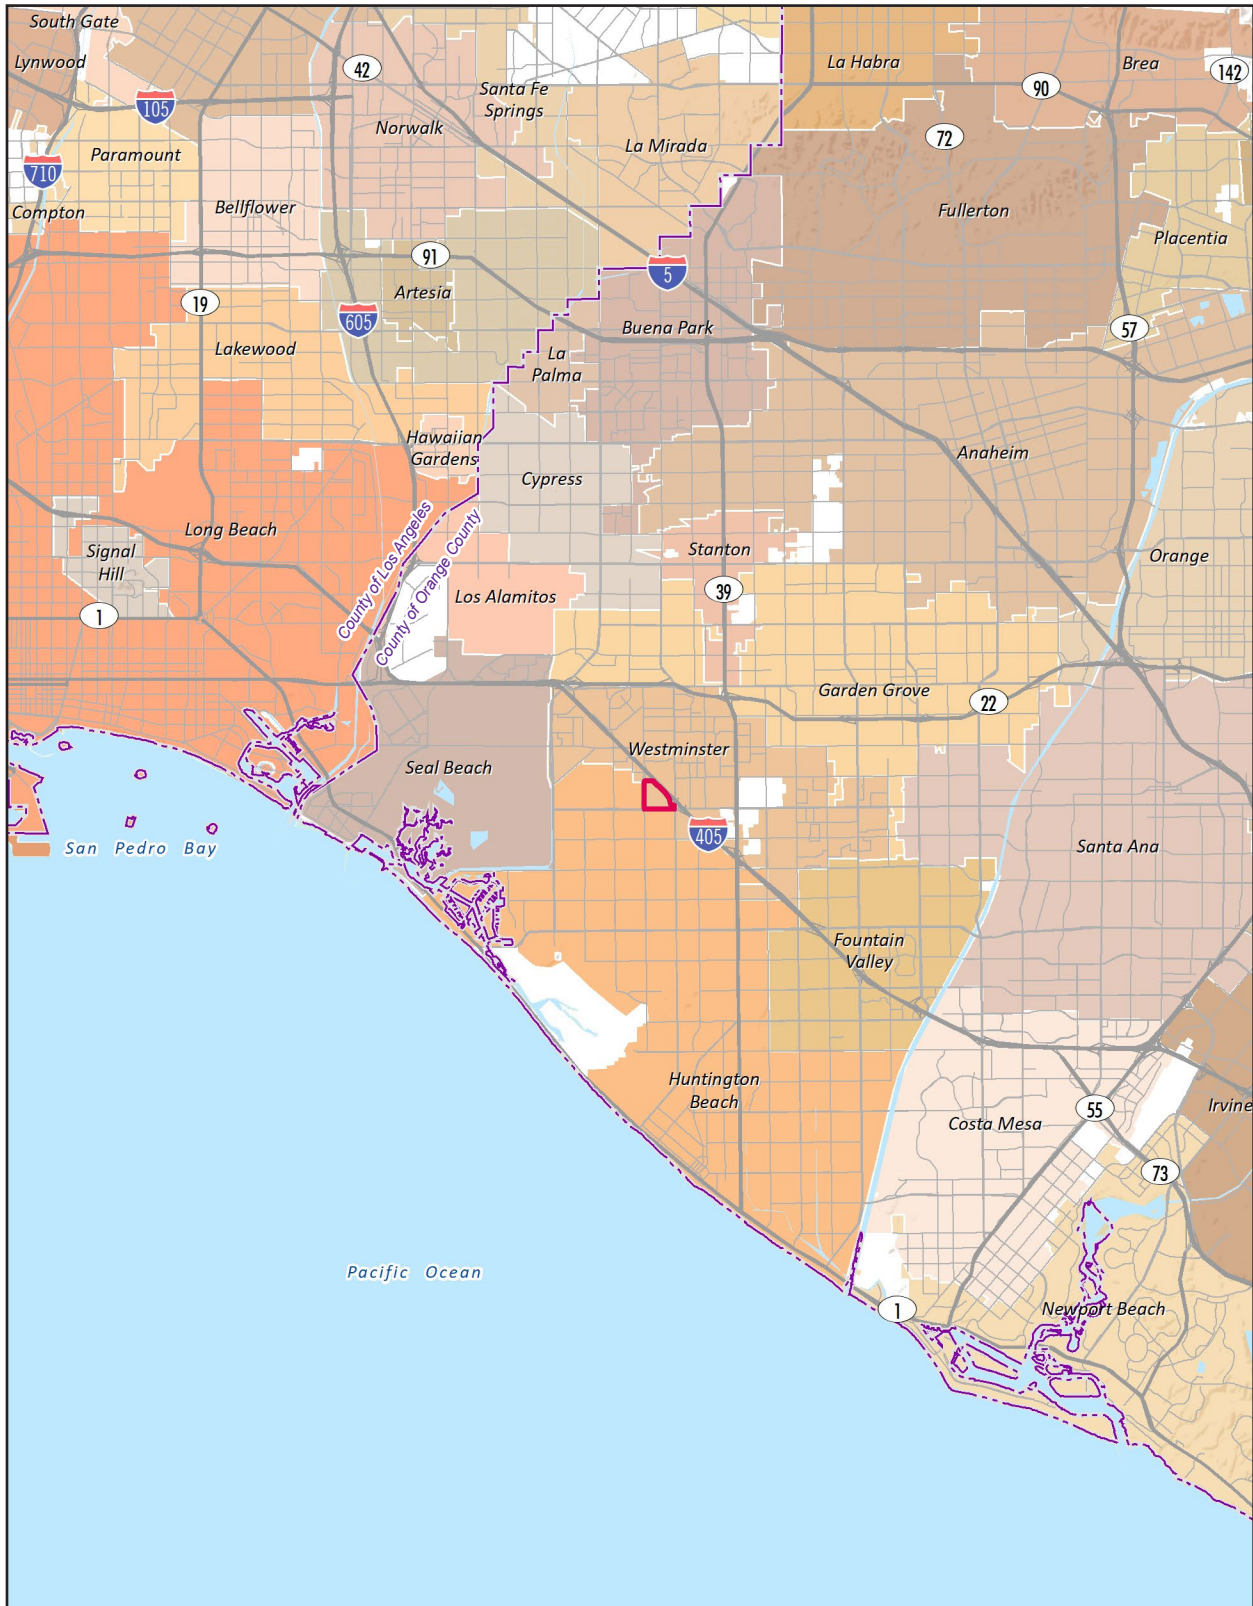 South Gate
Lynwood
42
Santa Fe
Springs
La Habra
Brea
142
90
105
Norwalk
La Mirada
72
Paramount
710
Bellflower
Fullerton
Compton
Placentia
91
5
Artesia
19
605
Buena Park
57
Lakewood
La
Palma
Hawaiian
Gardens
Anaheim
Cypress
Long Beach
County of Los Angeles
County of Orange County
Signal
Hill
Stanton
Orange
39
Los Alamitos
1
Garden Grove
22
Westminster
Seal Beach
405
San Pedro Bay
Santa Ana
Fountain
Valley
Huntington
Beach
55
Irvine
Costa Mesa
73
Pacific Ocean
1
Newport Beach